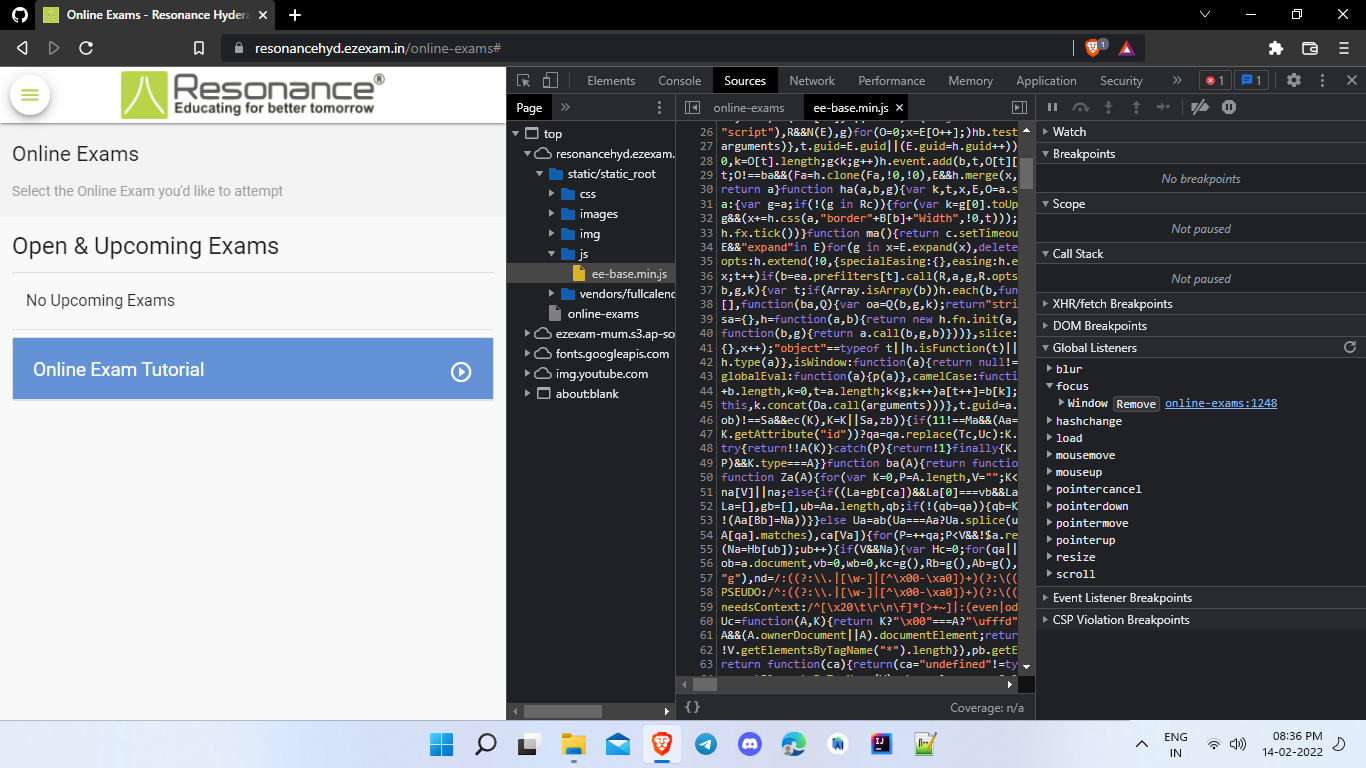 Online Exams - Resonance Hydera
resonancehyd.ezexam.in/online-exams#
1
Resonance®
Educating for better tomorrow
Online Exams
Select the Online Exam you'd like to attempt
Open & Upcoming Exams
No Upcoming Exams
Online Exam Tutorial
Elements Console Sources Network Performance Memory Application Security » 1 1
Page »
top
resonancehyd.ezexam.
static/static_root
css
images
img
js
ee-base.min.js
vendors/fullcalend
online-exams
ezexam-mum.s3.ap-so
fonts.googleapis.com
img.youtube.com
about:blank
online-exams ee-base.min.js
26 "script"),R&&N(E),g)for(O=0;x=E[O++];)hb.test
27 arguments)},t.guid=E.guid||(E.guid=h.guid++))
28 0,k=O[t].length;g<k;g++)h.event.add(b,t,O[t][
29 t;O!==ba&&(Fa=h.clone(Fa,!0,!0),E&&h.merge(x,
30 return a}function ha(a,b,g){var k,t,x,E,O=a.s
31 a:{var g=a;if(!(g in Rc)){for(var k=g[0].toUp
32 g&&(x+=h.css(a,"border"+B[b]+"Width",!0,t)));
33 h.fx.tick())}function ma(){return c.setTimeou
34 E&&"expand"in E)for(g in x=E.expand(x),delete
35 opts:h.extend(!0,{specialEasing:{},easing:h.e
36 x;t++)if(b=ea.prefilters[t].call(R,a,g,R.opts
37 b,g,k){var t;if(Array.isArray(b))h.each(b,fun
38 [],function(ba,Q){var oa=Q(b,g,k);return"stri
39 sa={},h=function(a,b){return new h.fn.init(a,
40 function(b,g){return a.call(b,g,b)}))},slice:
41 {},x++);"object"==typeof t||h.isFunction(t)||
42 h.type(a)},isWindow:function(a){return null!=
43 globalEval:function(a){p(a)},camelCase:functi
44 +b.length,k=0,t=a.length;k<g;k++)a[t++]=b[k];
45 this,k.concat(Da.call(arguments)))},t.guid=a.
46 ob)!==Sa&&ec(K),K=K||Sa,zb)){if(11!==Ma&&(Aa=
47 K.getAttribute("id"))?qa=qa.replace(Tc,Uc):K.
48 try{return!!A(K)}catch(P){return!1}finally{K.
49 P)&&K.type===A}}function ba(A){return functio
50 function Za(A){for(var K=0,P=A.length,V="";K<
51 na[V]||na;else{if((La=gb[ca])&&La[0]===vb&&La
52 La=[],gb=[],ub=Aa.length,qb;if(!(qb=qa)){qb=K
53 !(Aa[Bb]=Na))}}else Ua=ab(Ua===Aa?Ua.splice(u
54 A[qa].matches),ca[Va]){for(P=++qa;P<V&&!$a.re
55 (Na=Hb[ub]);ub++){if(V&&Na){var Hc=0;for(qa||
56 ob=a.document,vb=0,wb=0,kc=g(),Rb=g(),Ab=g(),
57 "g"),nd=/:((?:\\.|[\w-]|[^\x00-\xa0])+)(?:\((
58 PSEUDO:/^:((?:\\.|[\w-]|[^\x00-\xa0])+)(?:\((
59 needsContext:/^[\x20\t\r\n\f]*[>+~]|:(even|od
60 Uc=function(A,K){return K?"\x00"===A?"\ufffd"
61 A&&(A.ownerDocument||A).documentElement;retur
62 !V.getElementsByTagName("*").length}),pb.getE
63 return function(ca){return(ca="undefined"!=ty
{} Coverage: n/a
Watch
Breakpoints
No breakpoints
Scope
Not paused
Call Stack
Not paused
XHR/fetch Breakpoints
DOM Breakpoints
Global Listeners
blur
focus
Window Remove online-exams:1248
hashchange
load
mousemove
mouseup
pointercancel
pointerdown
pointermove
pointerup
resize
scroll
Event Listener Breakpoints
CSP Violation Breakpoints
ENG
IN
08:36 PM
14-02-2022